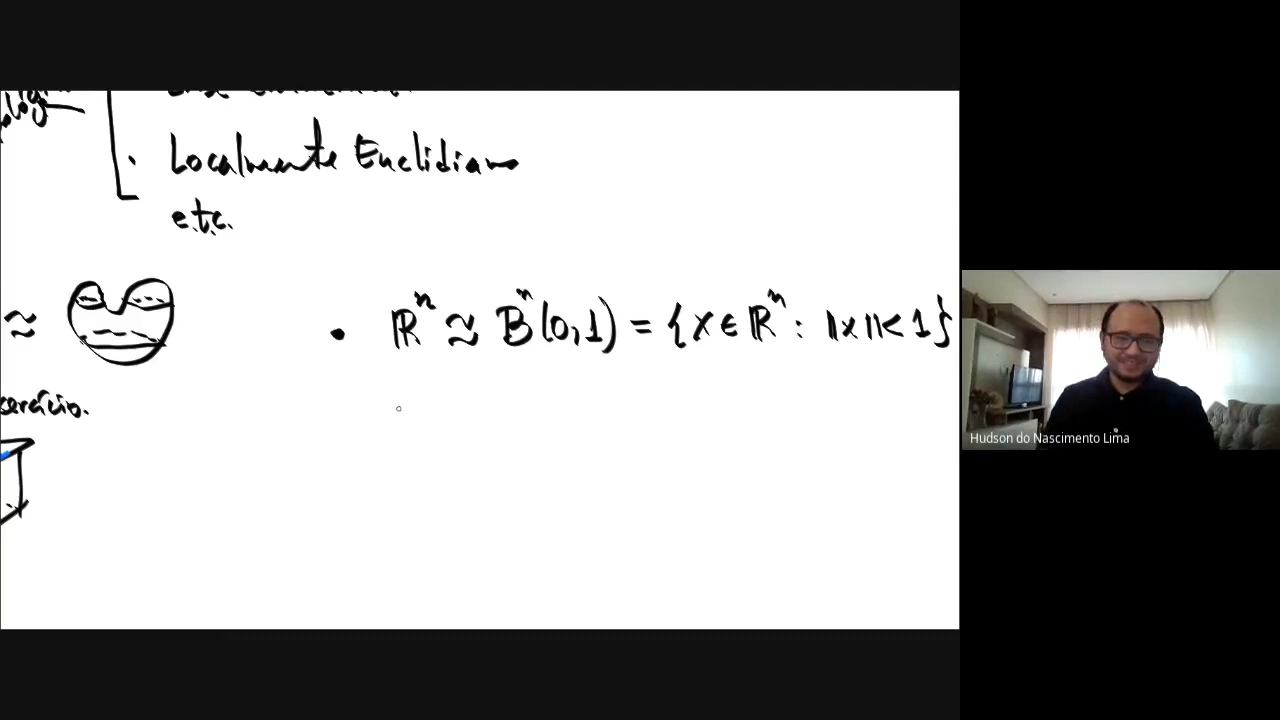 Localmente Euclidiano
etc.
≈
• ℝⁿ ≈ Bⁿ(0,1) = {x ∈ ℝⁿ : ||x|| < 1}
Hudson do Nascimento Lima